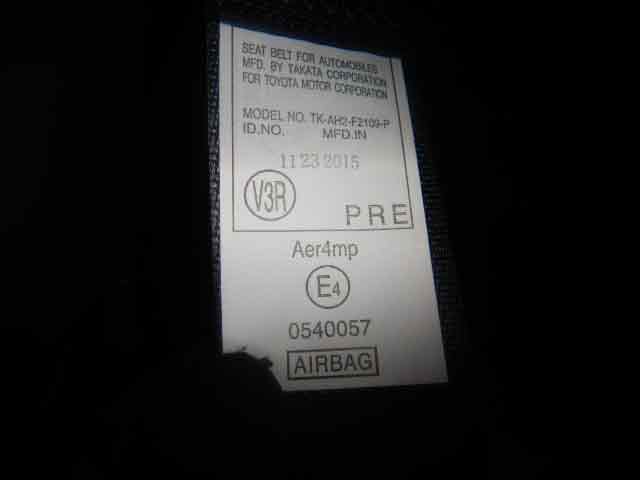 SEAT BELT FOR AUTOMOBILES
MFD. BY TAKATA CORPORATION
FOR TOYOTA MOTOR CORPORATION
MODEL NO. TK-AH2-F2109-P
ID.NO. MFD.IN
11 23 2015
V3R
PRE
Aer4mp
E4
0540057
AIRBAG